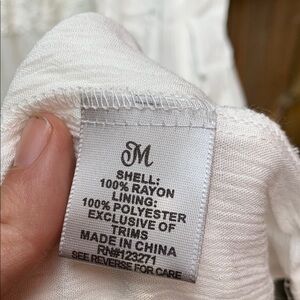 M
SHELL:
100% RAYON
LINING:
100% POLYESTER
EXCLUSIVE OF
TRIMS
MADE IN CHINA
RN#123271
SEE REVERSE FOR CARE